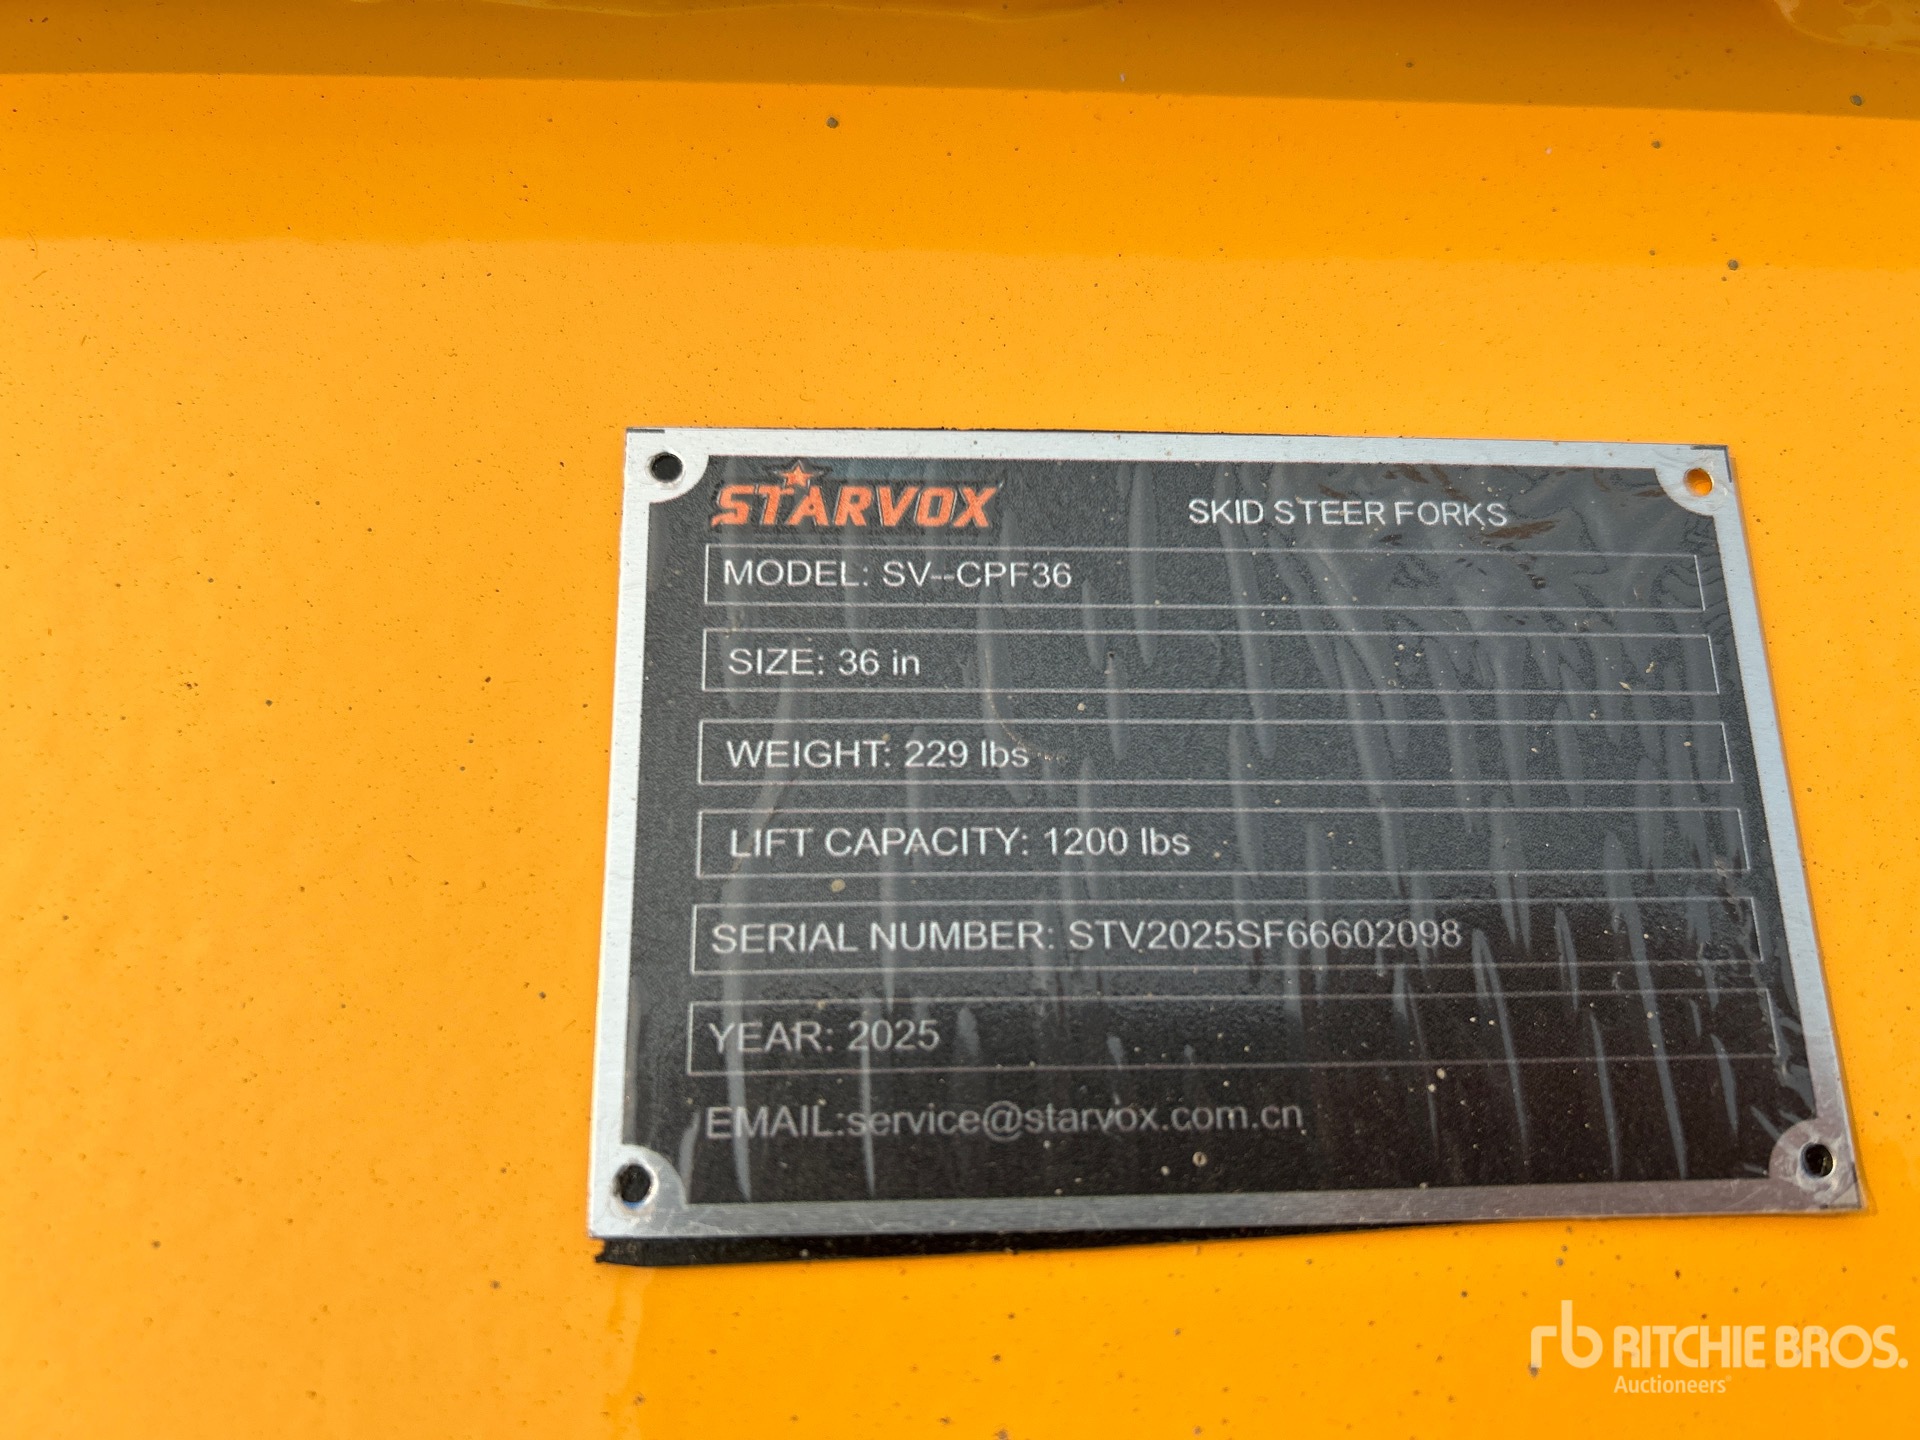 STARVOX
SKID STEER FORKS
MODEL: SV--CPF36
SIZE: 36 in
WEIGHT: 229 lbs
LIFT CAPACITY: 1200 lbs
SERIAL NUMBER: STV2025SF66602098
YEAR: 2025
EMAIL:service@starvox.com.cn
rb RITCHIE BROS.
Auctioneers